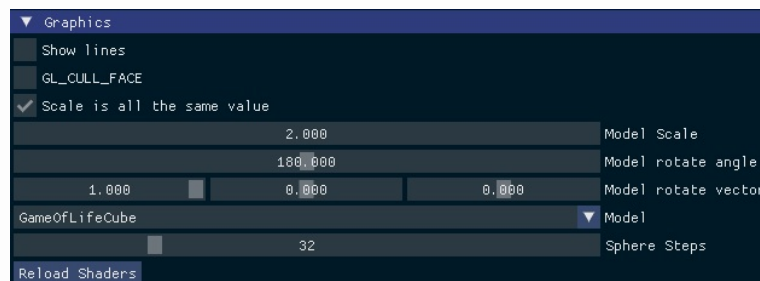 Graphics
Show lines
GL_CULL_FACE
Scale is all the same value
2.000 Model Scale
180.000 Model rotate angle
1.000 0.000 0.000 Model rotate vecto
GameOfLifeCube Model
32 Sphere Steps
Reload Shaders